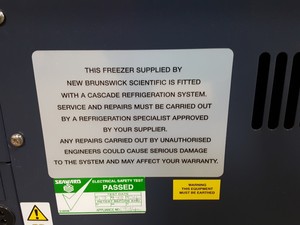 THIS FREEZER SUPPLIED BY
NEW BRUNSWICK SCIENTIFIC IS FITTED
WITH A CASCADE REFRIGERATION SYSTEM.
SERVICE AND REPAIRS MUST BE CARRIED OUT
BY A REFRIGERATION SPECIALIST APPROVED
BY YOUR SUPPLIER.
ANY REPAIRS CARRIED OUT BY UNAUTHORISED
ENGINEERS COULD CAUSE SERIOUS DAMAGE
TO THE SYSTEM AND MAY AFFECT YOUR WARRANTY.
SEAWARD
ELECTRICAL SAFETY TEST
PASSED
WARNING
THIS EQUIPMENT
MUST BE EARTHED